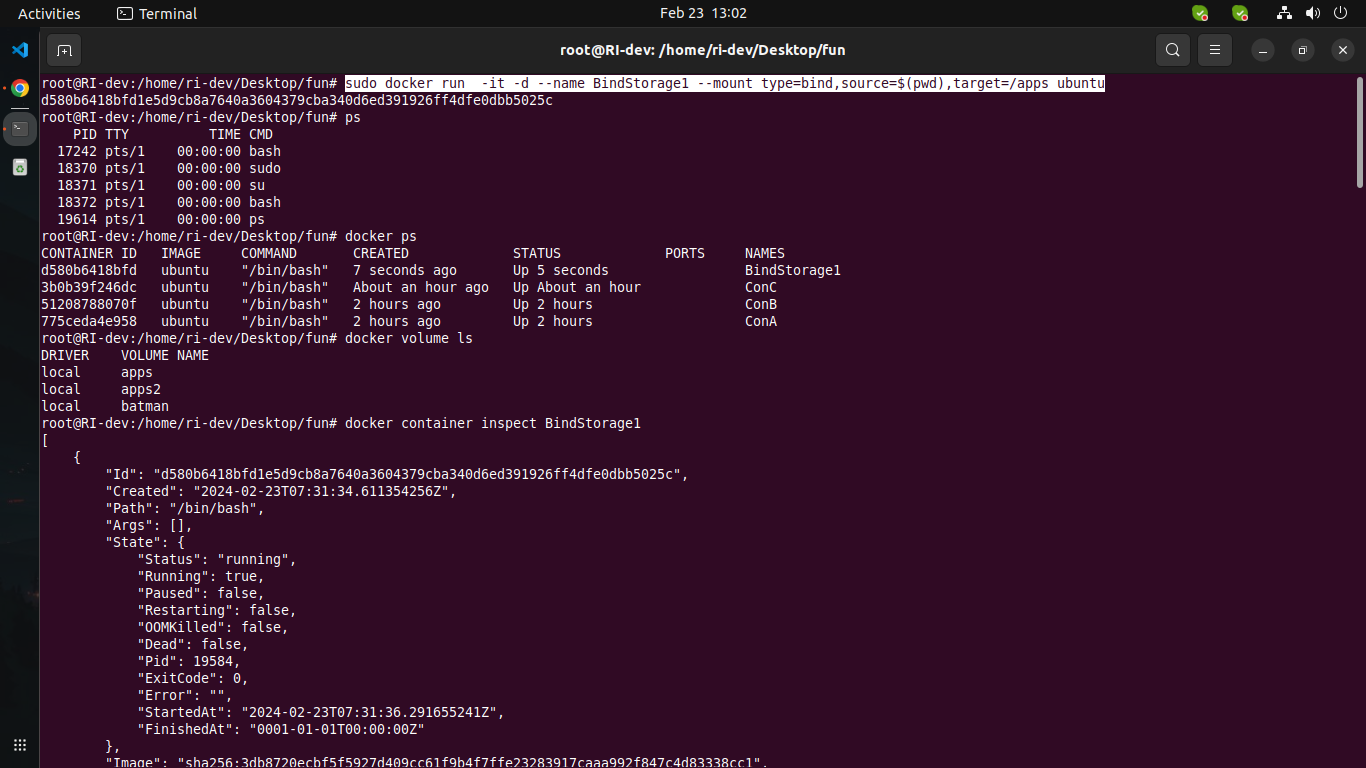 Activities Terminal Feb 23 13:02
root@RI-dev: /home/ri-dev/Desktop/fun
root@RI-dev:/home/ri-dev/Desktop/fun# sudo docker run  -it -d --name BindStorage1 --mount type=bind,source=$(pwd),target=/apps ubuntu
d580b6418bfd1e5d9cb8a7640a3604379cba340d6ed391926ff4dfe0dbb5025c
root@RI-dev:/home/ri-dev/Desktop/fun# ps
    PID TTY          TIME CMD
  17242 pts/1    00:00:00 bash
  18370 pts/1    00:00:00 sudo
  18371 pts/1    00:00:00 su
  18372 pts/1    00:00:00 bash
  19614 pts/1    00:00:00 ps
root@RI-dev:/home/ri-dev/Desktop/fun# docker ps
CONTAINER ID   IMAGE     COMMAND       CREATED             STATUS             PORTS     NAMES
d580b6418bfd   ubuntu    "/bin/bash"   7 seconds ago       Up 5 seconds                 BindStorage1
3b0b39f246dc   ubuntu    "/bin/bash"   About an hour ago   Up About an hour             ConC
51208788070f   ubuntu    "/bin/bash"   2 hours ago         Up 2 hours                   ConB
775ceda4e958   ubuntu    "/bin/bash"   2 hours ago         Up 2 hours                   ConA
root@RI-dev:/home/ri-dev/Desktop/fun# docker volume ls
DRIVER    VOLUME NAME
local     apps
local     apps2
local     batman
root@RI-dev:/home/ri-dev/Desktop/fun# docker container inspect BindStorage1
[
    {
        "Id": "d580b6418bfd1e5d9cb8a7640a3604379cba340d6ed391926ff4dfe0dbb5025c",
        "Created": "2024-02-23T07:31:34.611354256Z",
        "Path": "/bin/bash",
        "Args": [],
        "State": {
            "Status": "running",
            "Running": true,
            "Paused": false,
            "Restarting": false,
            "OOMKilled": false,
            "Dead": false,
            "Pid": 19584,
            "ExitCode": 0,
            "Error": "",
            "StartedAt": "2024-02-23T07:31:36.291655241Z",
            "FinishedAt": "0001-01-01T00:00:00Z"
        },
        "Image": "sha256:3db8720ecbf5f5927d409cc61f9b4f7ffe23283917caaa992f847c4d83338cc1",